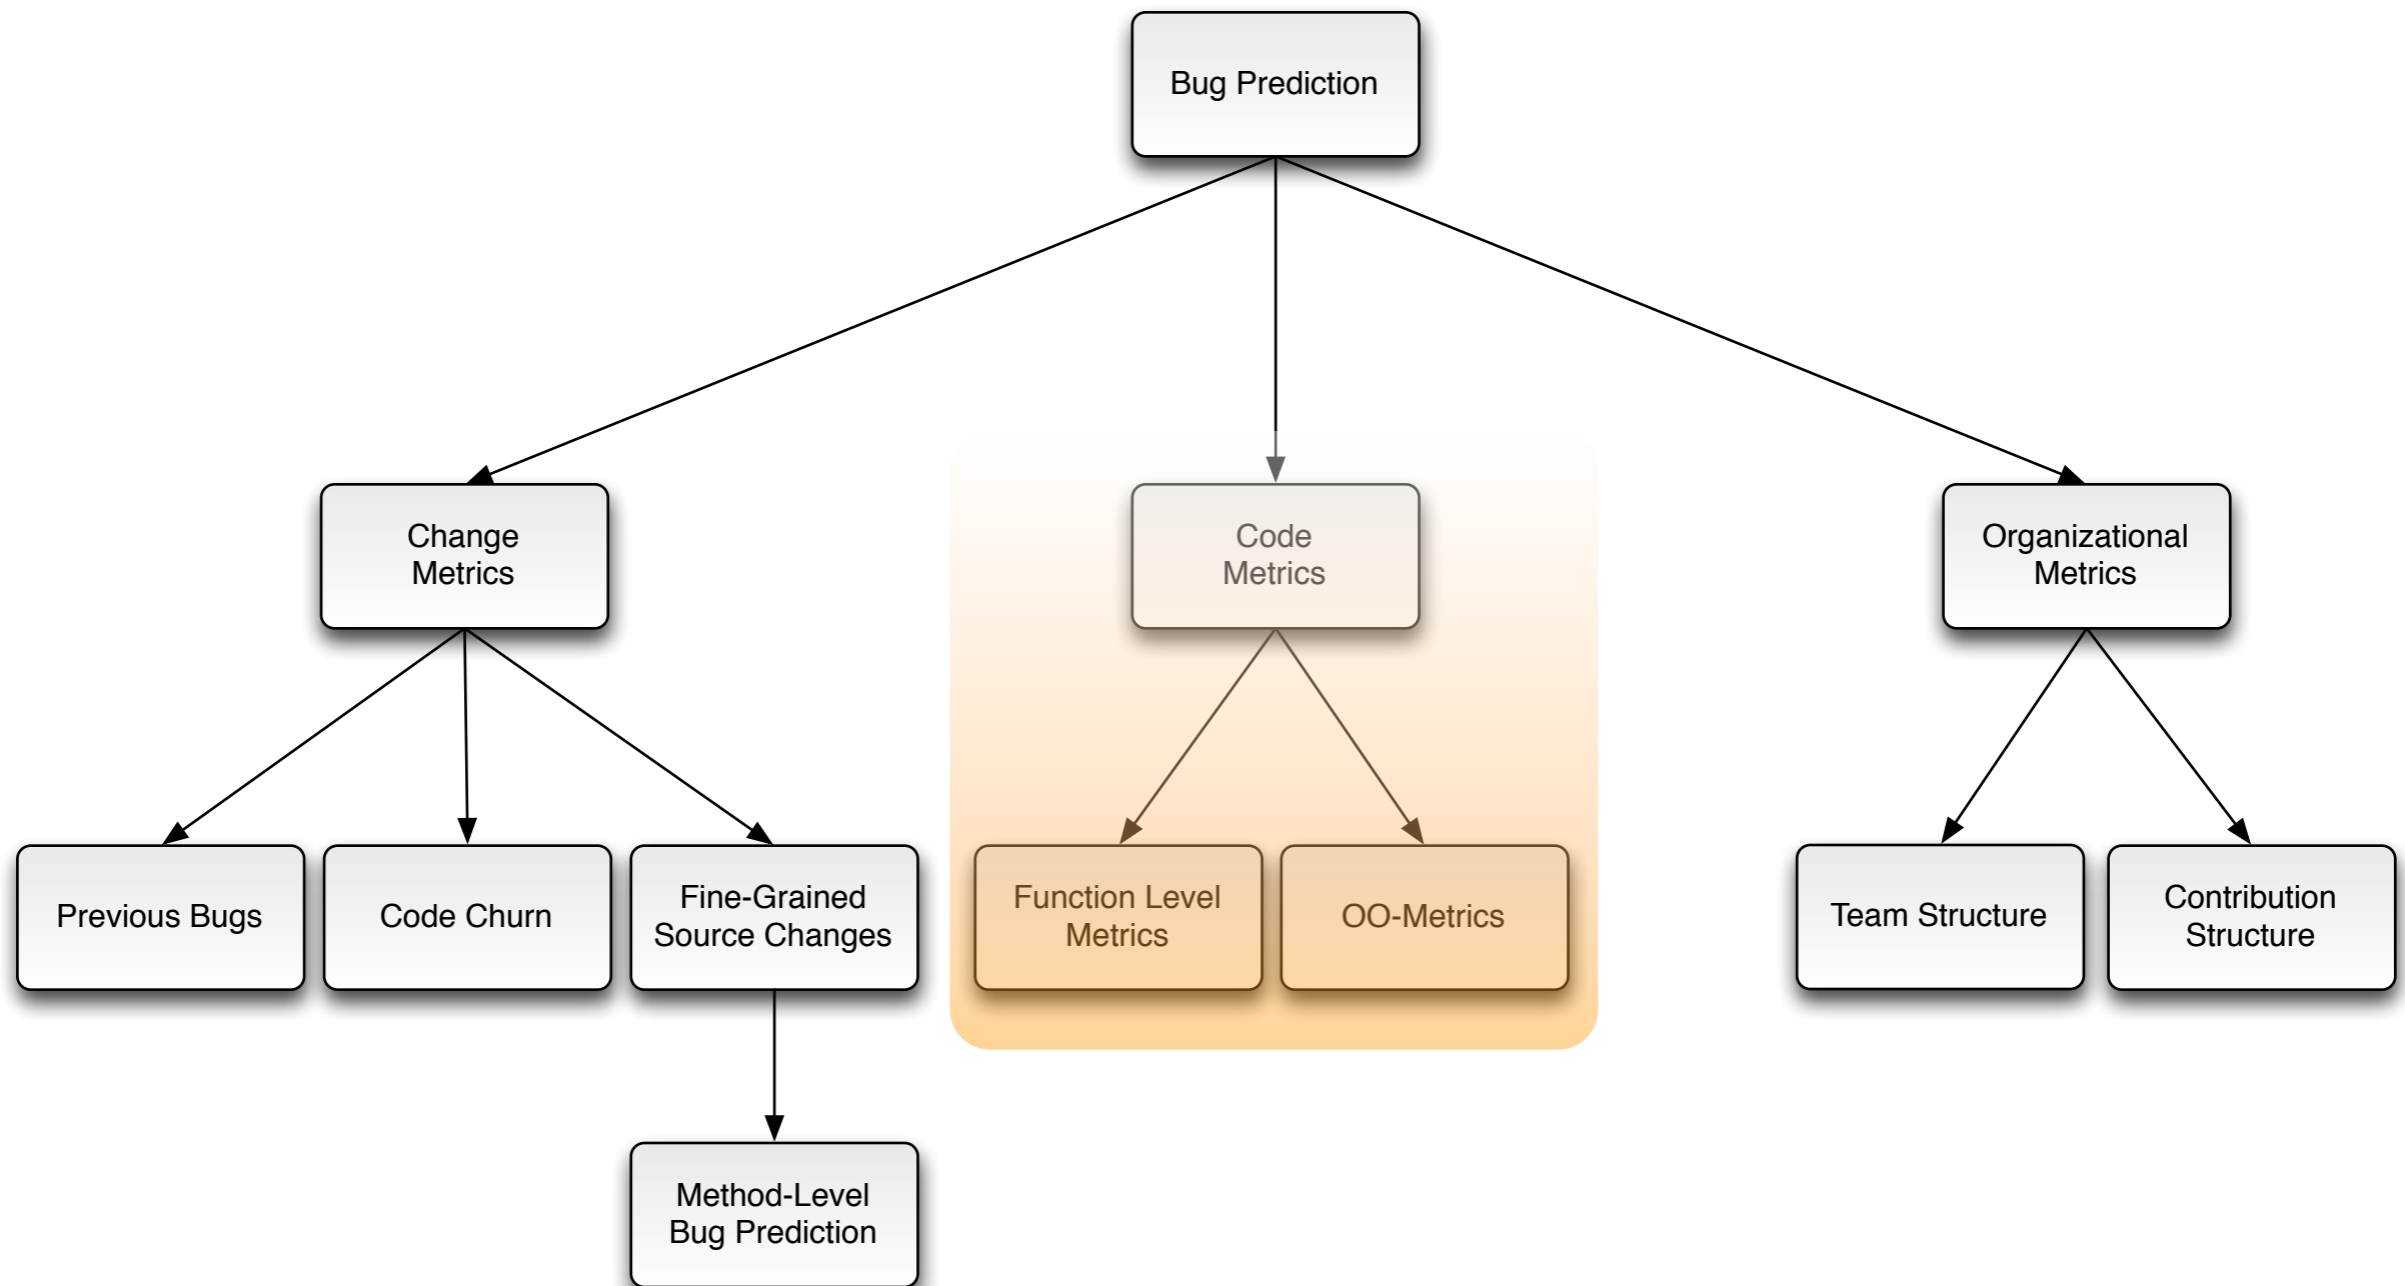 Bug Prediction
Change
Metrics
Code
Metrics
Organizational
Metrics
Previous Bugs
Code Churn
Fine-Grained
Source Changes
Function Level
Metrics
OO-Metrics
Team Structure
Contribution
Structure
Method-Level
Bug Prediction